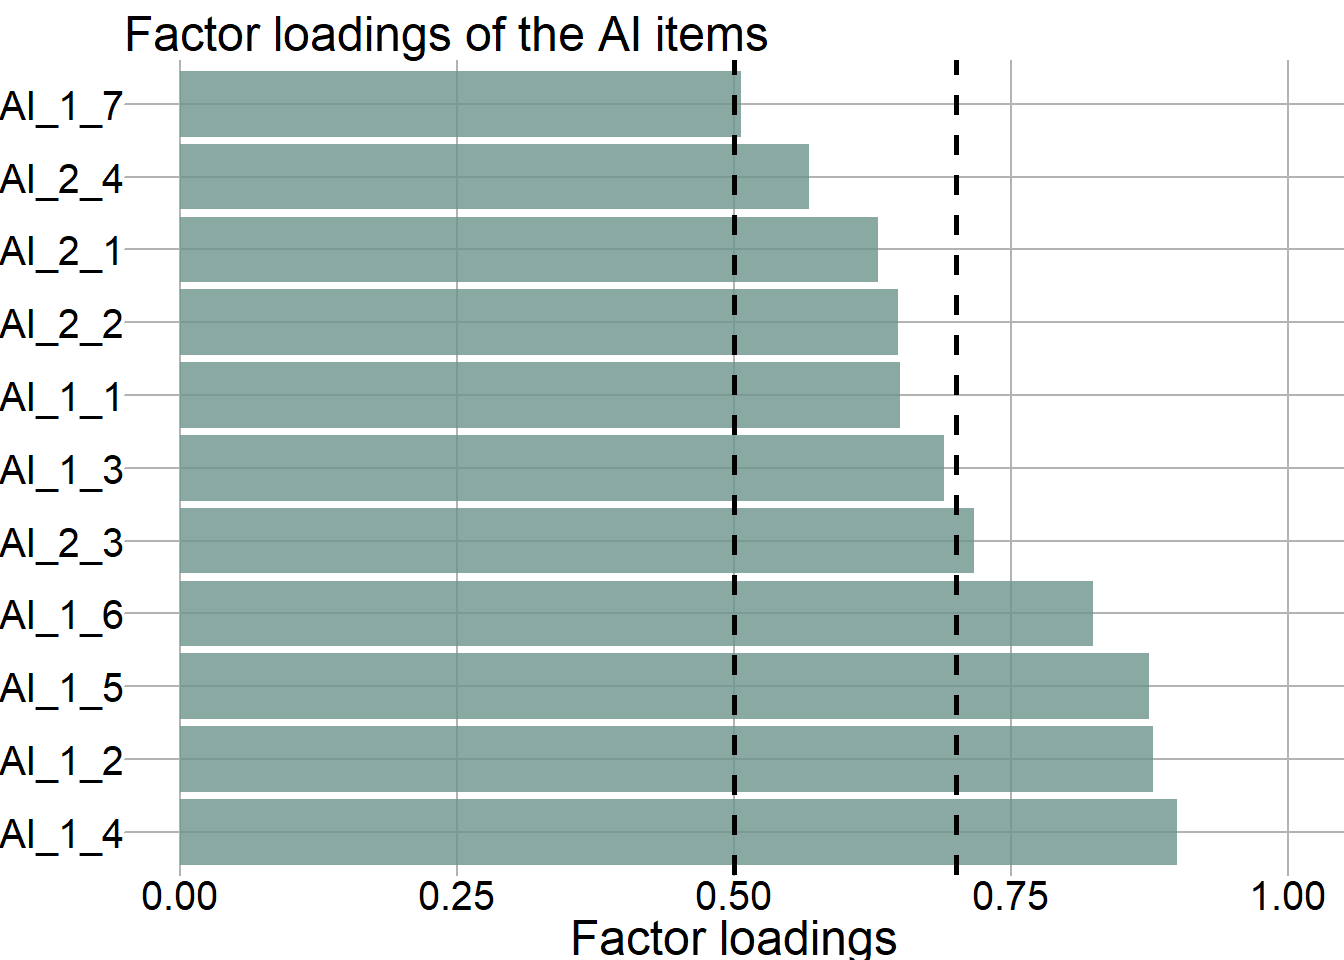 Factor loadings of the AI items
AI_1_7
AI_2_4
AI_2_1
AI_2_2
AI_1_1
AI_1_3
AI_2_3
AI_1_6
AI_1_5
AI_1_2
AI_1_4
0.00 0.25 0.50 0.75 1.00
Factor loadings